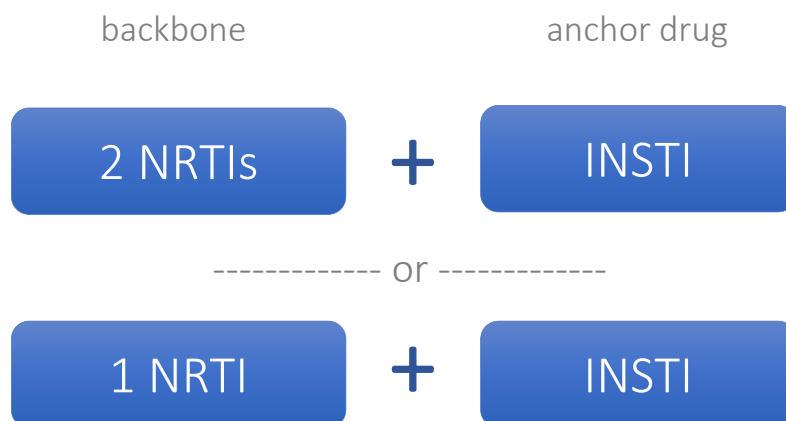 backbone anchor drug
2 NRTIs + INSTI
------------- or -------------
1 NRTI + INSTI